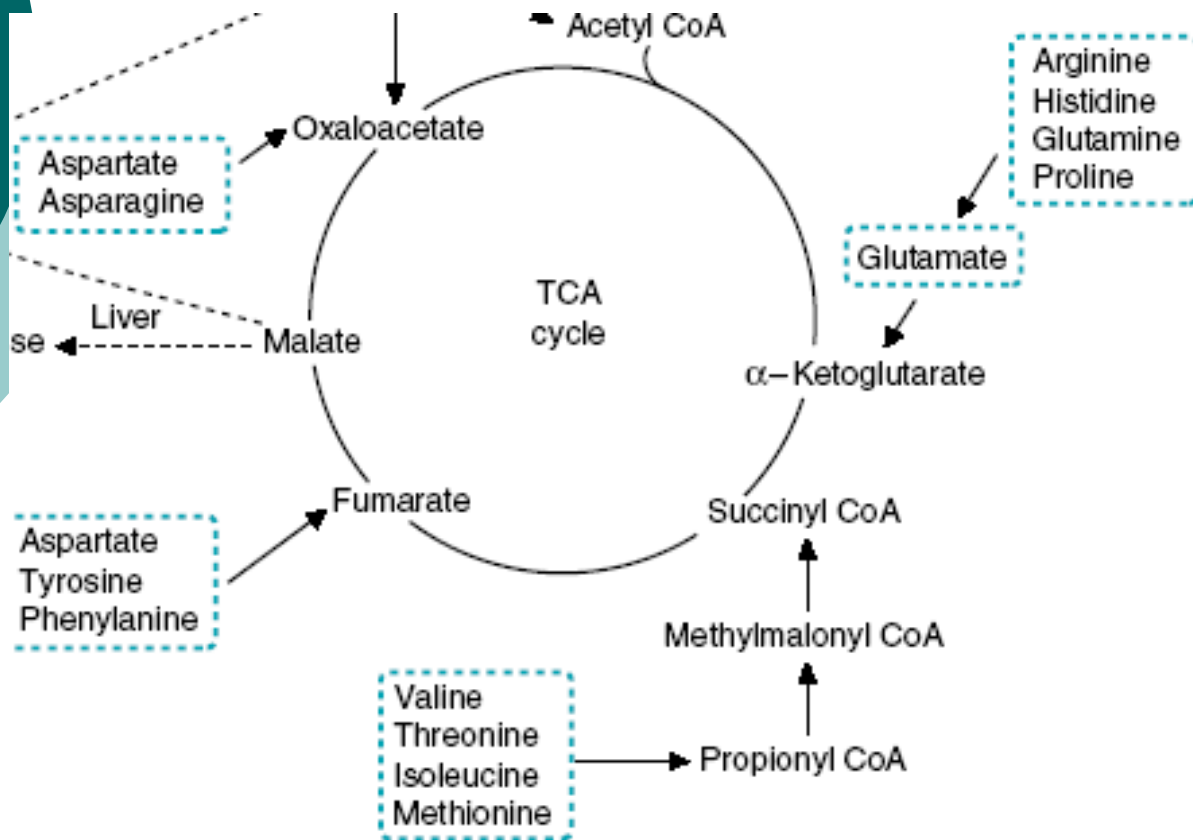 Acetyl CoA
Arginine
Histidine
Glutamine
Proline
Oxaloacetate
Aspartate
Asparagine
Glutamate
TCA
cycle
Liver
se
Malate
α–Ketoglutarate
Fumarate
Succinyl CoA
Aspartate
Tyrosine
Phenylanine
Methylmalonyl CoA
Valine
Threonine
Isoleucine
Methionine
Propionyl CoA